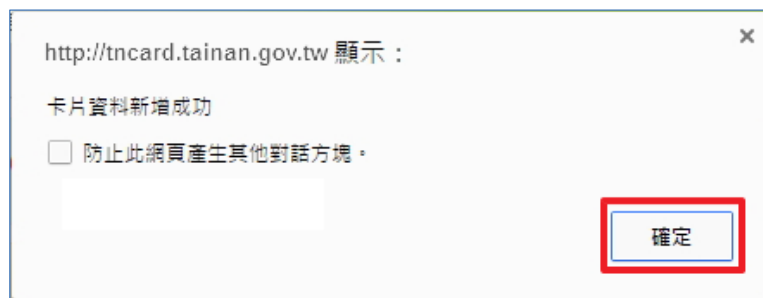 http://tncard.tainan.gov.tw 顯示：
卡片資料新增成功
防止此網頁產生其他對話方塊。
確定